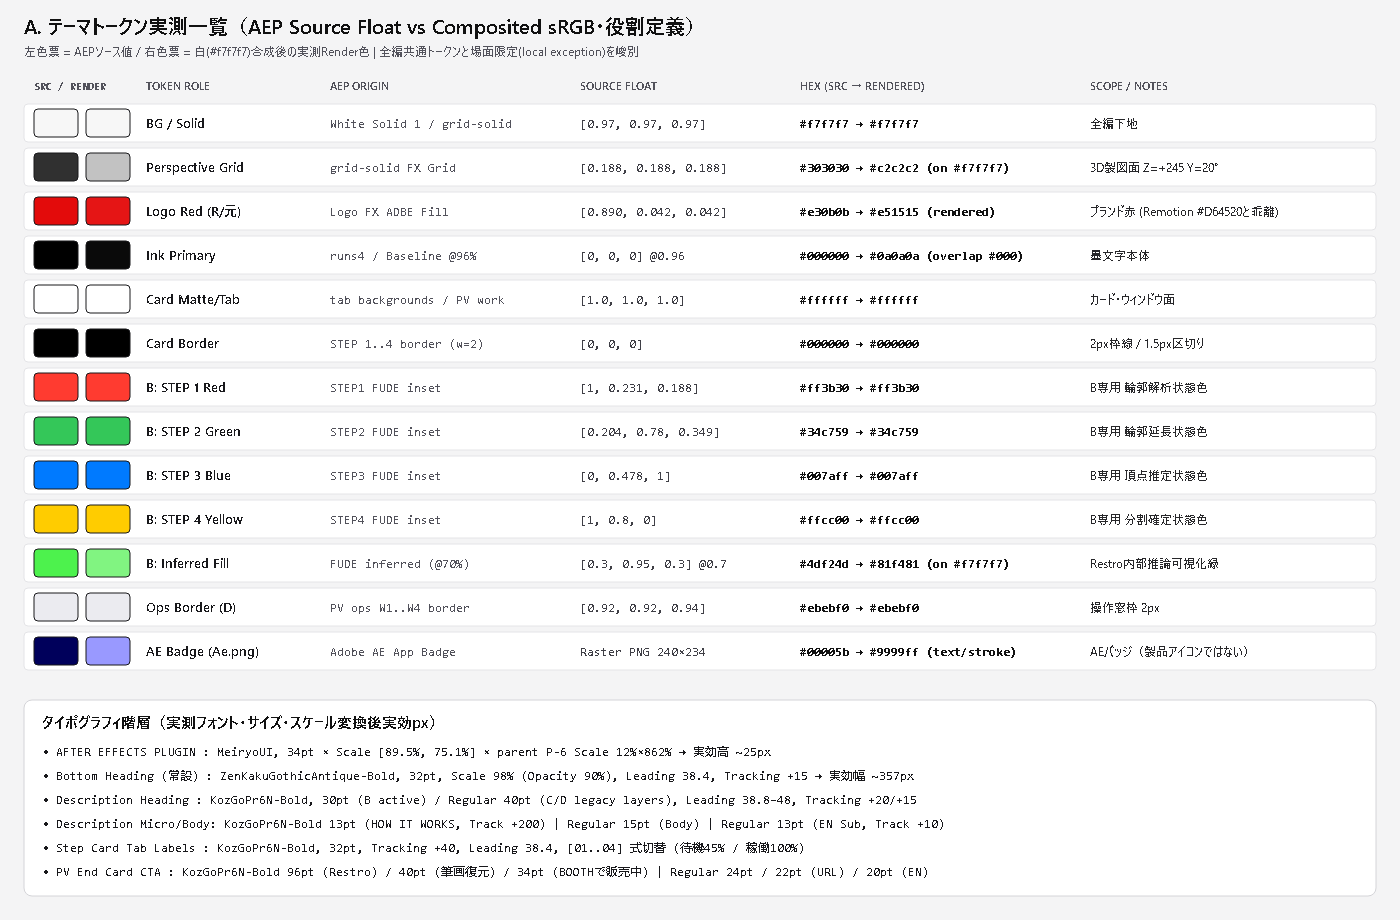 A. テーマトークン実測一覧（AEP Source Float vs Composited sRGB・役割定義）
左色票 = AEPソース値 / 右色票 = 白(#f7f7f7)合成後の実測Render色 | 全編共通トークンと場面限定(local exception)を峻別
SRC / RENDER TOKEN ROLE AEP ORIGIN SOURCE FLOAT HEX (SRC → RENDERED) SCOPE / NOTES
BG / Solid White Solid 1 / grid-solid [0.97, 0.97, 0.97] #f7f7f7 → #f7f7f7 全編下地
Perspective Grid grid-solid FX Grid [0.188, 0.188, 0.188] #303030 → #c2c2c2 (on #f7f7f7) 3D製図面 Z=+245 Y=20°
Logo Red (R/元) Logo FX ADBE Fill [0.890, 0.042, 0.042] #e30b0b → #e51515 (rendered) ブランド赤 (Remotion #D64520と乖離)
Ink Primary runs4 / Baseline @96% [0, 0, 0] @0.96 #000000 → #0a0a0a (overlap #000) 墨文字本体
Card Matte/Tab tab backgrounds / PV work [1.0, 1.0, 1.0] #ffffff → #ffffff カード・ウィンドウ面
Card Border STEP 1..4 border (w=2) [0, 0, 0] #000000 → #000000 2px枠線 / 1.5px区切り
B: STEP 1 Red STEP1 FUDE inset [1, 0.231, 0.188] #ff3b30 → #ff3b30 B専用 輪郭解析状態色
B: STEP 2 Green STEP2 FUDE inset [0.204, 0.78, 0.349] #34c759 → #34c759 B専用 輪郭延長状態色
B: STEP 3 Blue STEP3 FUDE inset [0, 0.478, 1] #007aff → #007aff B専用 頂点推定状態色
B: STEP 4 Yellow STEP4 FUDE inset [1, 0.8, 0] #ffcc00 → #ffcc00 B専用 分割確定状態色
B: Inferred Fill FUDE inferred (@70%) [0.3, 0.95, 0.3] @0.7 #4df24d → #81f481 (on #f7f7f7) Restro内部推論可視化緑
Ops Border (D) PV ops W1..W4 border [0.92, 0.92, 0.94] #ebebf0 → #ebebf0 操作窓枠 2px
AE Badge (Ae.png) Adobe AE App Badge Raster PNG 240×234 #00005b → #9999ff (text/stroke) AEバッジ（製品アイコンではない）
タイポグラフィ階層（実測フォント・サイズ・スケール変換後実効px）
• AFTER EFFECTS PLUGIN : MeiryoUI, 34pt × Scale [89.5%, 75.1%] × parent P-6 Scale 12%×862% → 実効高 ~25px
• Bottom Heading (常設) : ZenKakuGothicAntique-Bold, 32pt, Scale 98% (Opacity 90%), Leading 38.4, Tracking +15 → 実効幅 ~357px
• Description Heading : KozGoPr6N-Bold, 30pt (B active) / Regular 40pt (C/D legacy layers), Leading 38.8–48, Tracking +20/+15
• Description Micro/Body: KozGoPr6N-Bold 13pt (HOW IT WORKS, Track +200) | Regular 15pt (Body) | Regular 13pt (EN Sub, Track +10)
• Step Card Tab Labels : KozGoPr6N-Bold, 32pt, Tracking +40, Leading 38.4, [01..04] 式切替 (待機45% / 稼働100%)
• PV End Card CTA : KozGoPr6N-Bold 96pt (Restro) / 40pt (筆画復元) / 34pt (BOOTHで販売中) | Regular 24pt / 22pt (URL) / 20pt (EN)